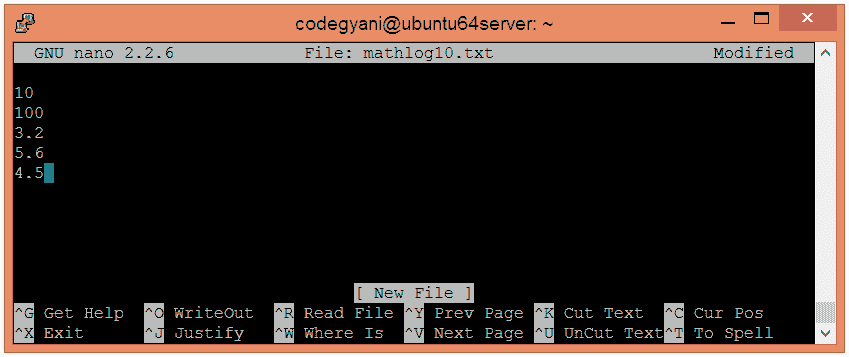 codegyani@ubuntu64server: ~
GNU nano 2.2.6 File: mathlog10.txt Modified
10
100
3.2
5.6
4.5
[ New File ]
^G Get Help ^O WriteOut ^R Read File ^Y Prev Page ^K Cut Text ^C Cur Pos
^X Exit ^J Justify ^W Where Is ^V Next Page ^U UnCut Text^T To Spell